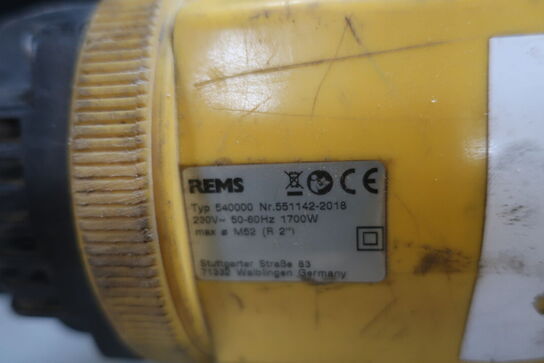 REMS CE
Typ 540000 Nr.551142-2018
230V~ 50-60Hz 1700W
max ø M52 (R 2")
Stuttgarter Straße 83
71332 Waiblingen Germany